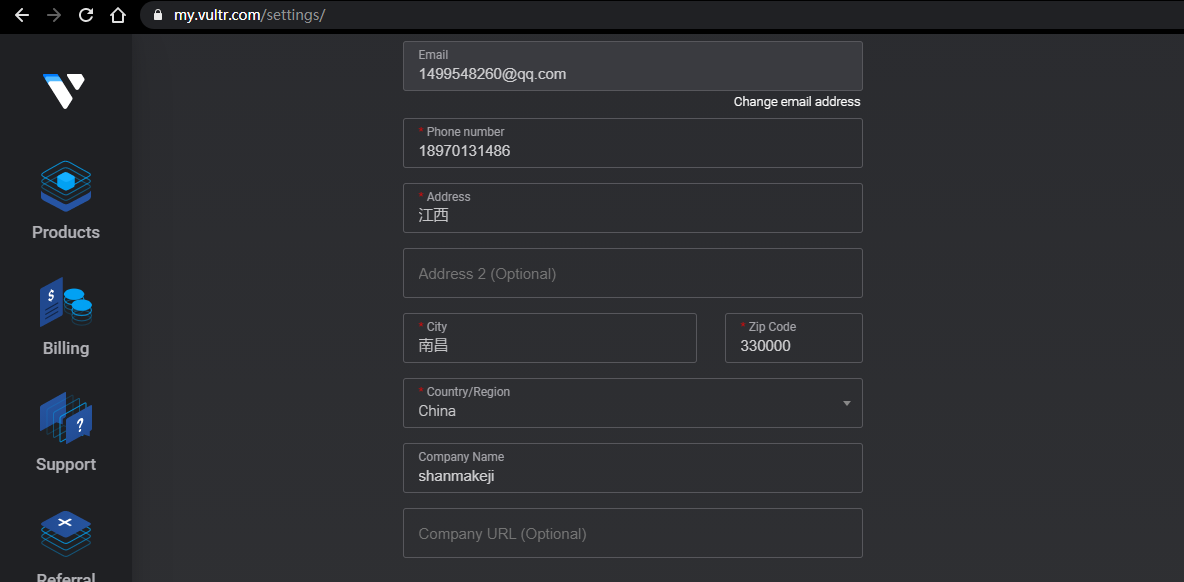 my.vultr.com/settings/
Email
1499548260@qq.com
Change email address
* Phone number
18970131486
* Address
江西
Address 2 (Optional)
* City
南昌
* Zip Code
330000
* Country/Region
China
Company Name
shanmakeji
Company URL (Optional)
Products
$
Billing
?
Support
Referral